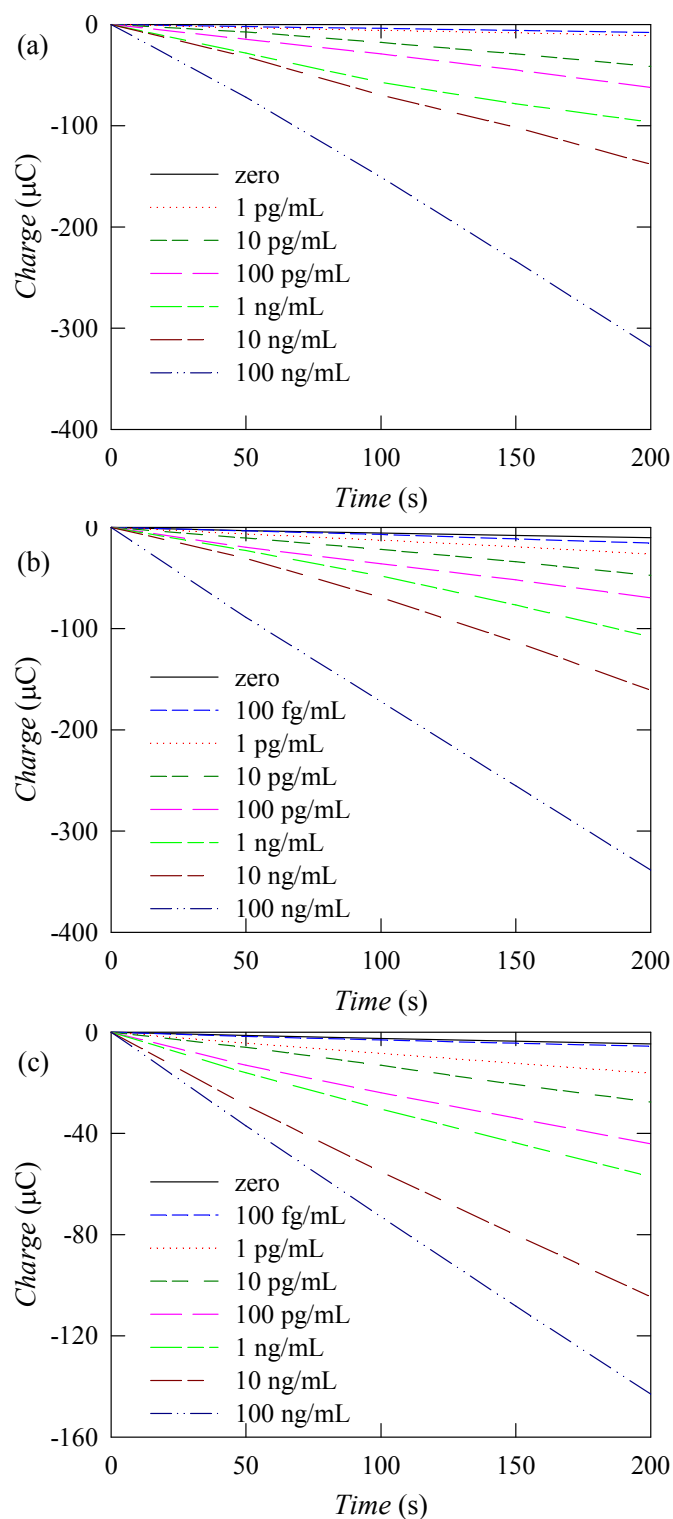 (a)
0
-100
-200
-300
-400
Charge (μC)
zero
1 pg/mL
10 pg/mL
100 pg/mL
1 ng/mL
10 ng/mL
100 ng/mL
0 50 100 150 200
Time (s)
(b)
0
-100
-200
-300
-400
Charge (μC)
zero
100 fg/mL
1 pg/mL
10 pg/mL
100 pg/mL
1 ng/mL
10 ng/mL
100 ng/mL
0 50 100 150 200
Time (s)
(c)
0
-40
-80
-120
-160
Charge (μC)
zero
100 fg/mL
1 pg/mL
10 pg/mL
100 pg/mL
1 ng/mL
10 ng/mL
100 ng/mL
0 50 100 150 200
Time (s)